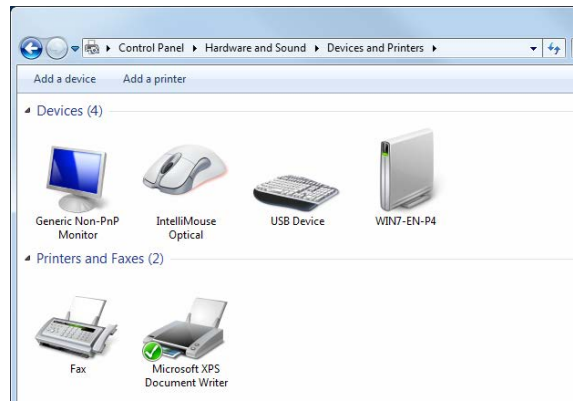 Control Panel ▸ Hardware and Sound ▸ Devices and Printers ▸
Add a device Add a printer
Devices (4)
Generic Non-PnP Monitor
IntelliMouse Optical
USB Device
WIN7-EN-P4
Printers and Faxes (2)
Fax
Microsoft XPS Document Writer